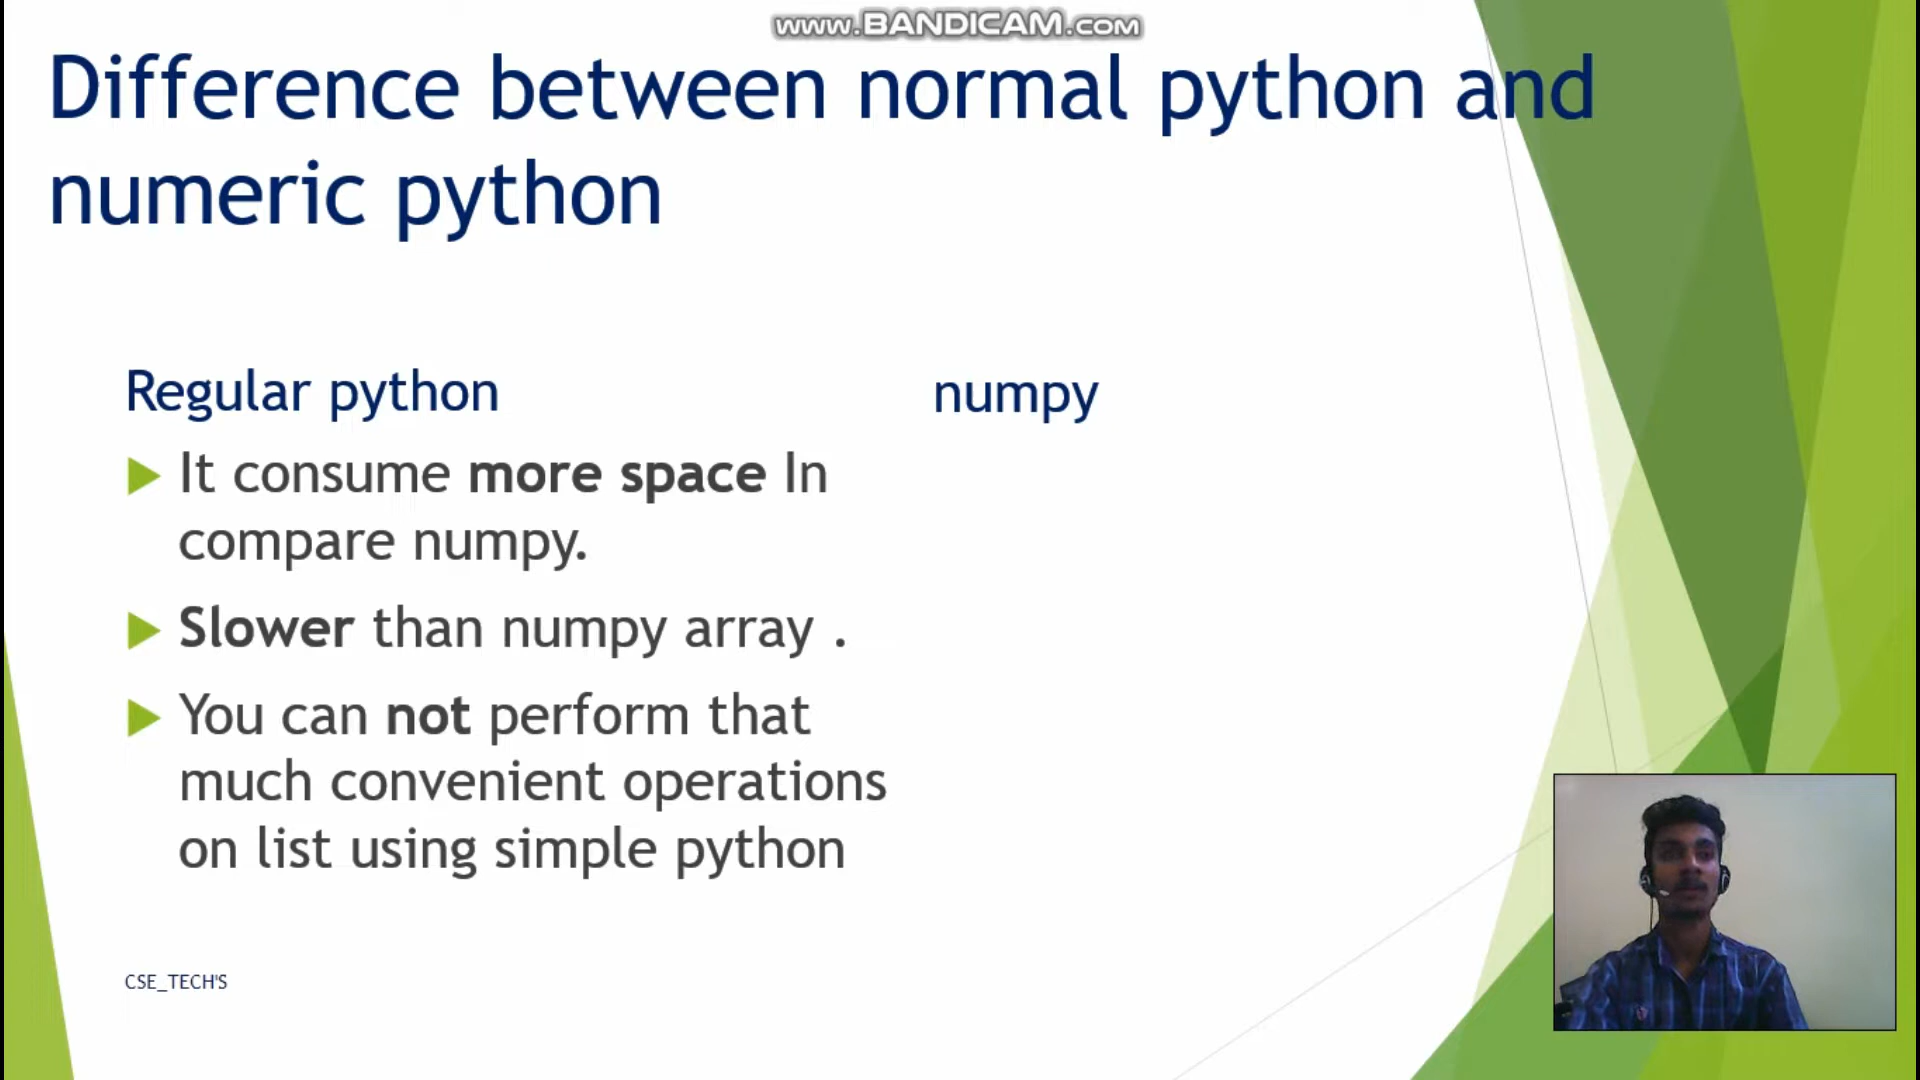 www.BANDICAM.com
Difference between normal python and
numeric python
Regular python
numpy
It consume more space In
compare numpy.
Slower than numpy array .
You can not perform that
much convenient operations
on list using simple python
CSE_TECH'S